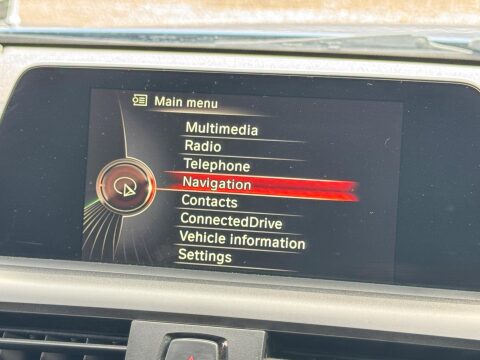 Main menu
Multimedia
Radio
Telephone
Navigation
Contacts
ConnectedDrive
Vehicle information
Settings